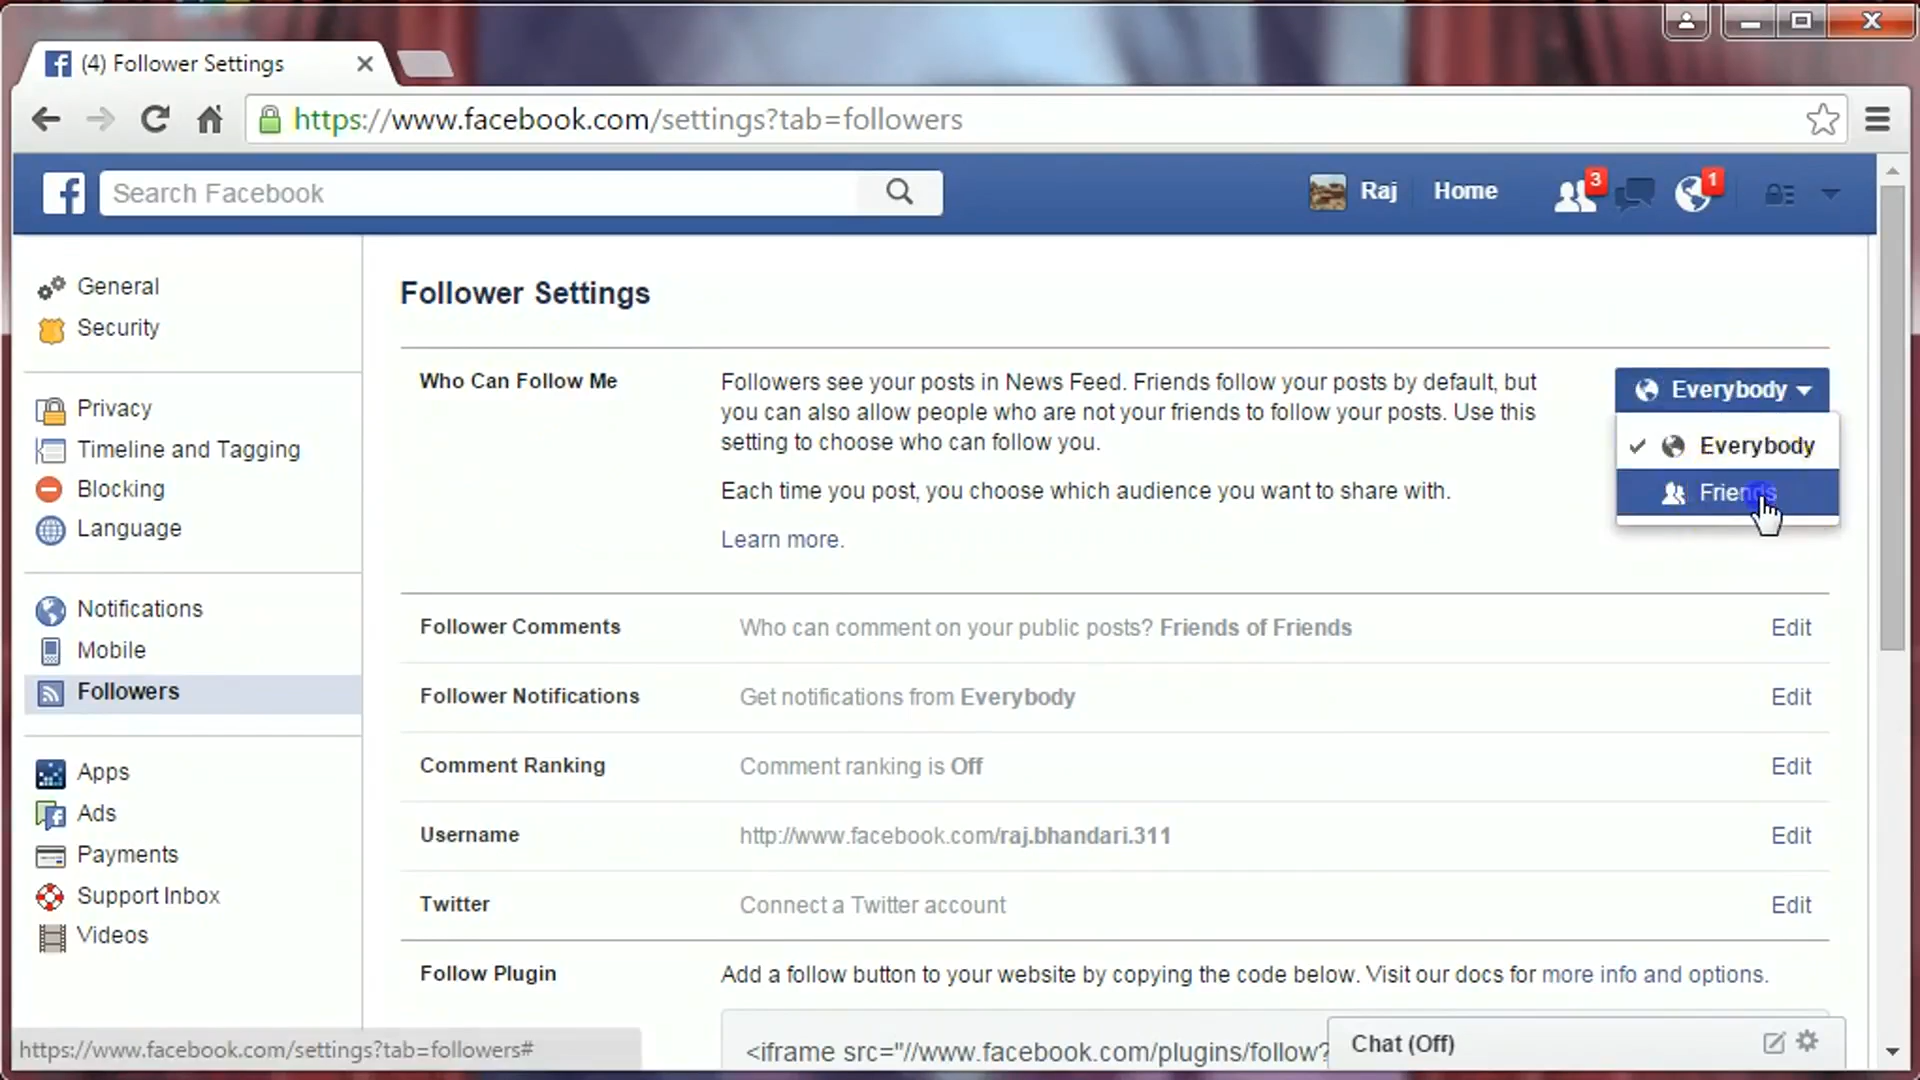 (4) Follower Settings
https://www.facebook.com/settings?tab=followers
Search Facebook
Raj
Home
3
1
General
Security
Privacy
Timeline and Tagging
Blocking
Language
Notifications
Mobile
Followers
Apps
Ads
Payments
Support Inbox
Videos
Follower Settings
Who Can Follow Me
Followers see your posts in News Feed. Friends follow your posts by default, but
you can also allow people who are not your friends to follow your posts. Use this
setting to choose who can follow you.
Each time you post, you choose which audience you want to share with.
Learn more.
Everybody
Everybody
Friends
Follower Comments Who can comment on your public posts? Friends of Friends Edit
Follower Notifications Get notifications from Everybody Edit
Comment Ranking Comment ranking is Off Edit
Username http://www.facebook.com/raj.bhandari.311 Edit
Twitter Connect a Twitter account Edit
Follow Plugin Add a follow button to your website by copying the code below. Visit our docs for more info and options.
<iframe src="//www.facebook.com/plugins/follow?
Chat (Off)
https://www.facebook.com/settings?tab=followers#